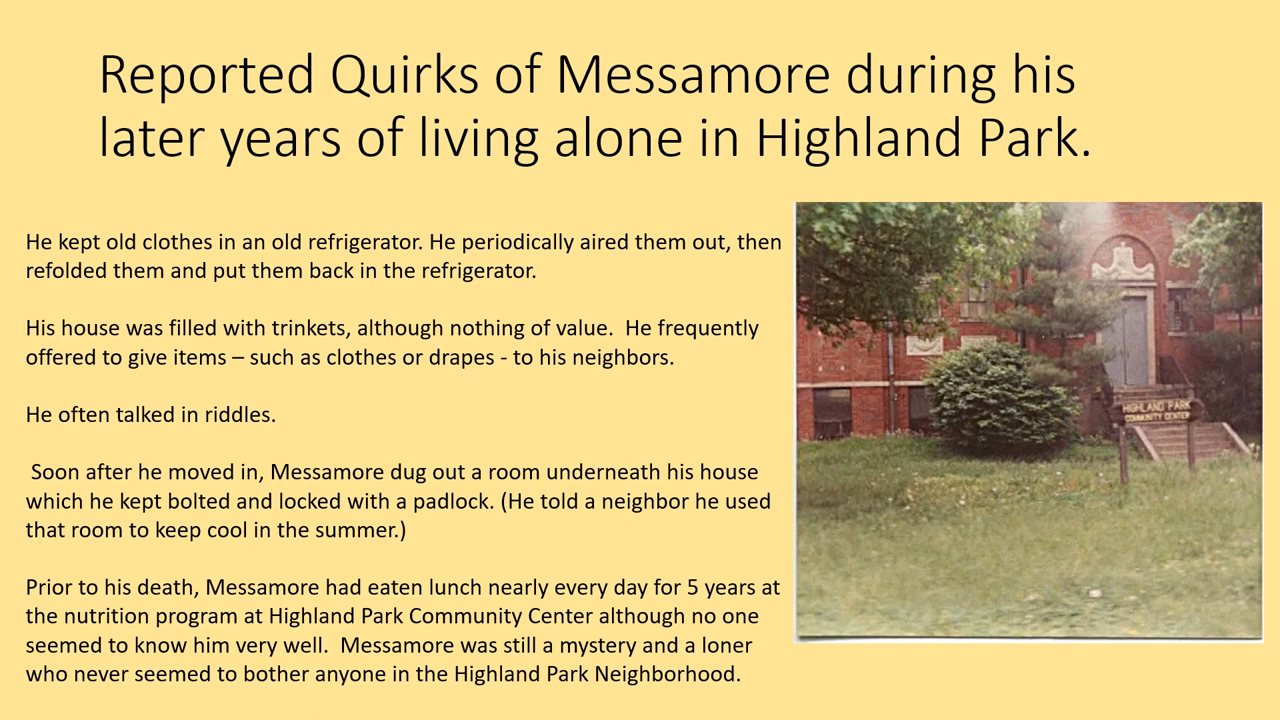 Reported Quirks of Messamore during his
later years of living alone in Highland Park.
He kept old clothes in an old refrigerator. He periodically aired them out, then
refolded them and put them back in the refrigerator.
His house was filled with trinkets, although nothing of value.  He frequently
offered to give items – such as clothes or drapes - to his neighbors.
He often talked in riddles.
Soon after he moved in, Messamore dug out a room underneath his house
which he kept bolted and locked with a padlock. (He told a neighbor he used
that room to keep cool in the summer.)
Prior to his death, Messamore had eaten lunch nearly every day for 5 years at
the nutrition program at Highland Park Community Center although no one
seemed to know him very well.  Messamore was still a mystery and a loner
who never seemed to bother anyone in the Highland Park Neighborhood.
HIGHLAND PARK
COMMUNITY CENTER